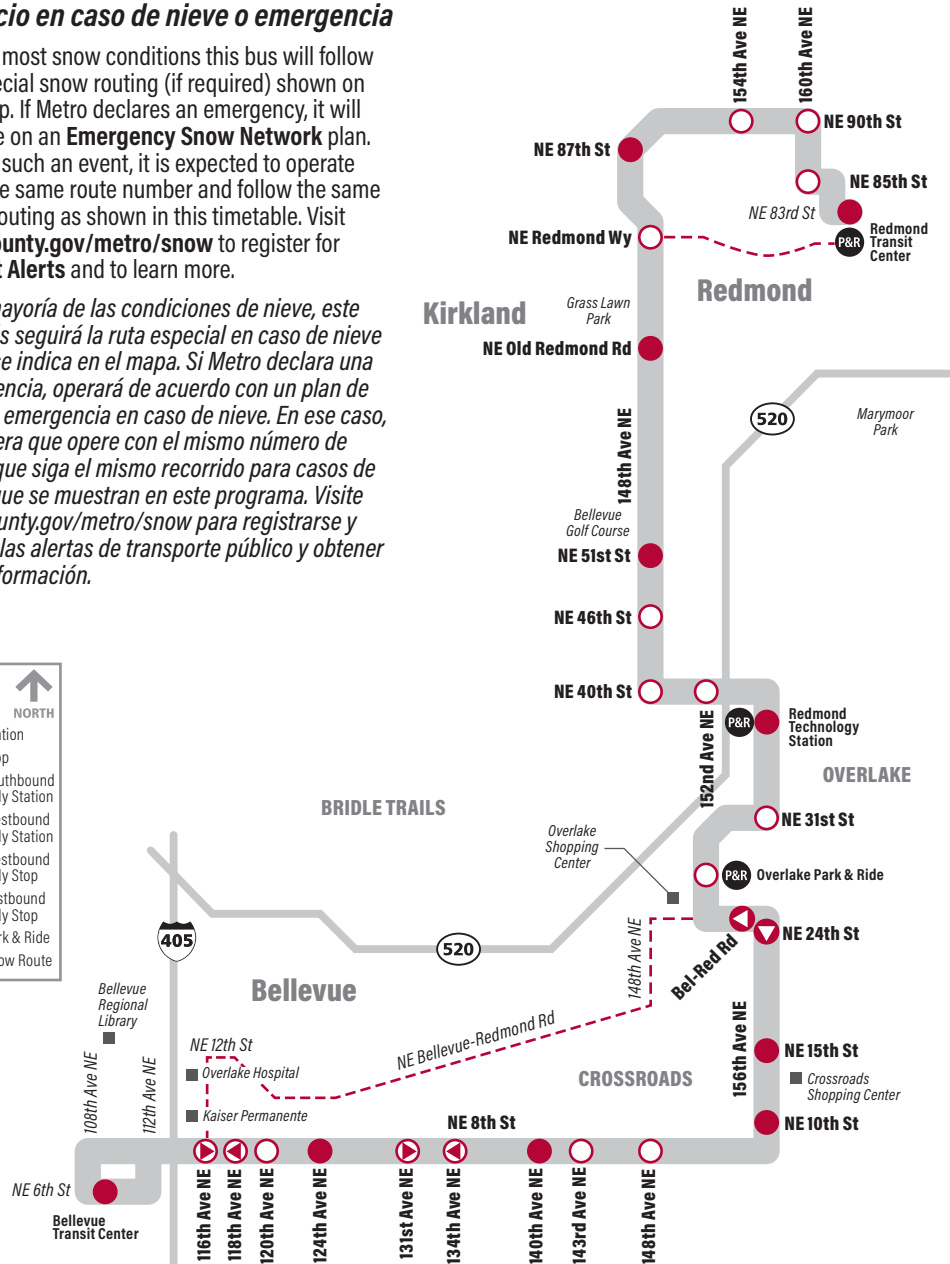 cio en caso de nieve o emergencia
most snow conditions this bus will follow
ecial snow routing (if required) shown on
p. If Metro declares an emergency, it will
e on an Emergency Snow Network plan.
such an event, it is expected to operate
e same route number and follow the same
outing as shown in this timetable. Visit
ounty.gov/metro/snow to register for
t Alerts and to learn more.
ayoría de las condiciones de nieve, este
s seguirá la ruta especial en caso de nieve
se indica en el mapa. Si Metro declara una
encia, operará de acuerdo con un plan de
emergencia en caso de nieve. En ese caso,
era que opere con el mismo número de
que siga el mismo recorrido para casos de
que se muestran en este programa. Visite
unty.gov/metro/snow para registrarse y
las alertas de transporte público y obtener
formación.
154th Ave NE
160th Ave NE
NE 90th St
NE 87th St
NE 85th St
NE 83rd St
Redmond
Transit
Center
P&R
NE Redmond Wy
Redmond
Kirkland
Grass Lawn
Park
NE Old Redmond Rd
520
Marymoor
Park
148th Ave NE
Bellevue
Golf Course
NE 51st St
NE 46th St
NE 40th St
152nd Ave NE
P&R
Redmond
Technology
Station
OVERLAKE
NE 31st St
NORTH
ation
op
uthbound
ly Station
estbound
ly Station
estbound
ly Stop
stbound
ly Stop
rk & Ride
ow Route
BRIDLE TRAILS
Overlake
Shopping
Center
P&R
Overlake Park & Ride
Bel-Red Rd
NE 24th St
148th Ave NE
405
520
Bellevue
Bellevue
Regional
Library
NE 12th St
Overlake Hospital
NE Bellevue-Redmond Rd
CROSSROADS
156th Ave NE
NE 15th St
Crossroads
Shopping Center
NE 10th St
108th Ave NE
112th Ave NE
Kaiser Permanente
NE 8th St
NE 6th St
Bellevue
Transit Center
116th Ave NE
118th Ave NE
120th Ave NE
124th Ave NE
131st Ave NE
134th Ave NE
140th Ave NE
143rd Ave NE
148th Ave NE